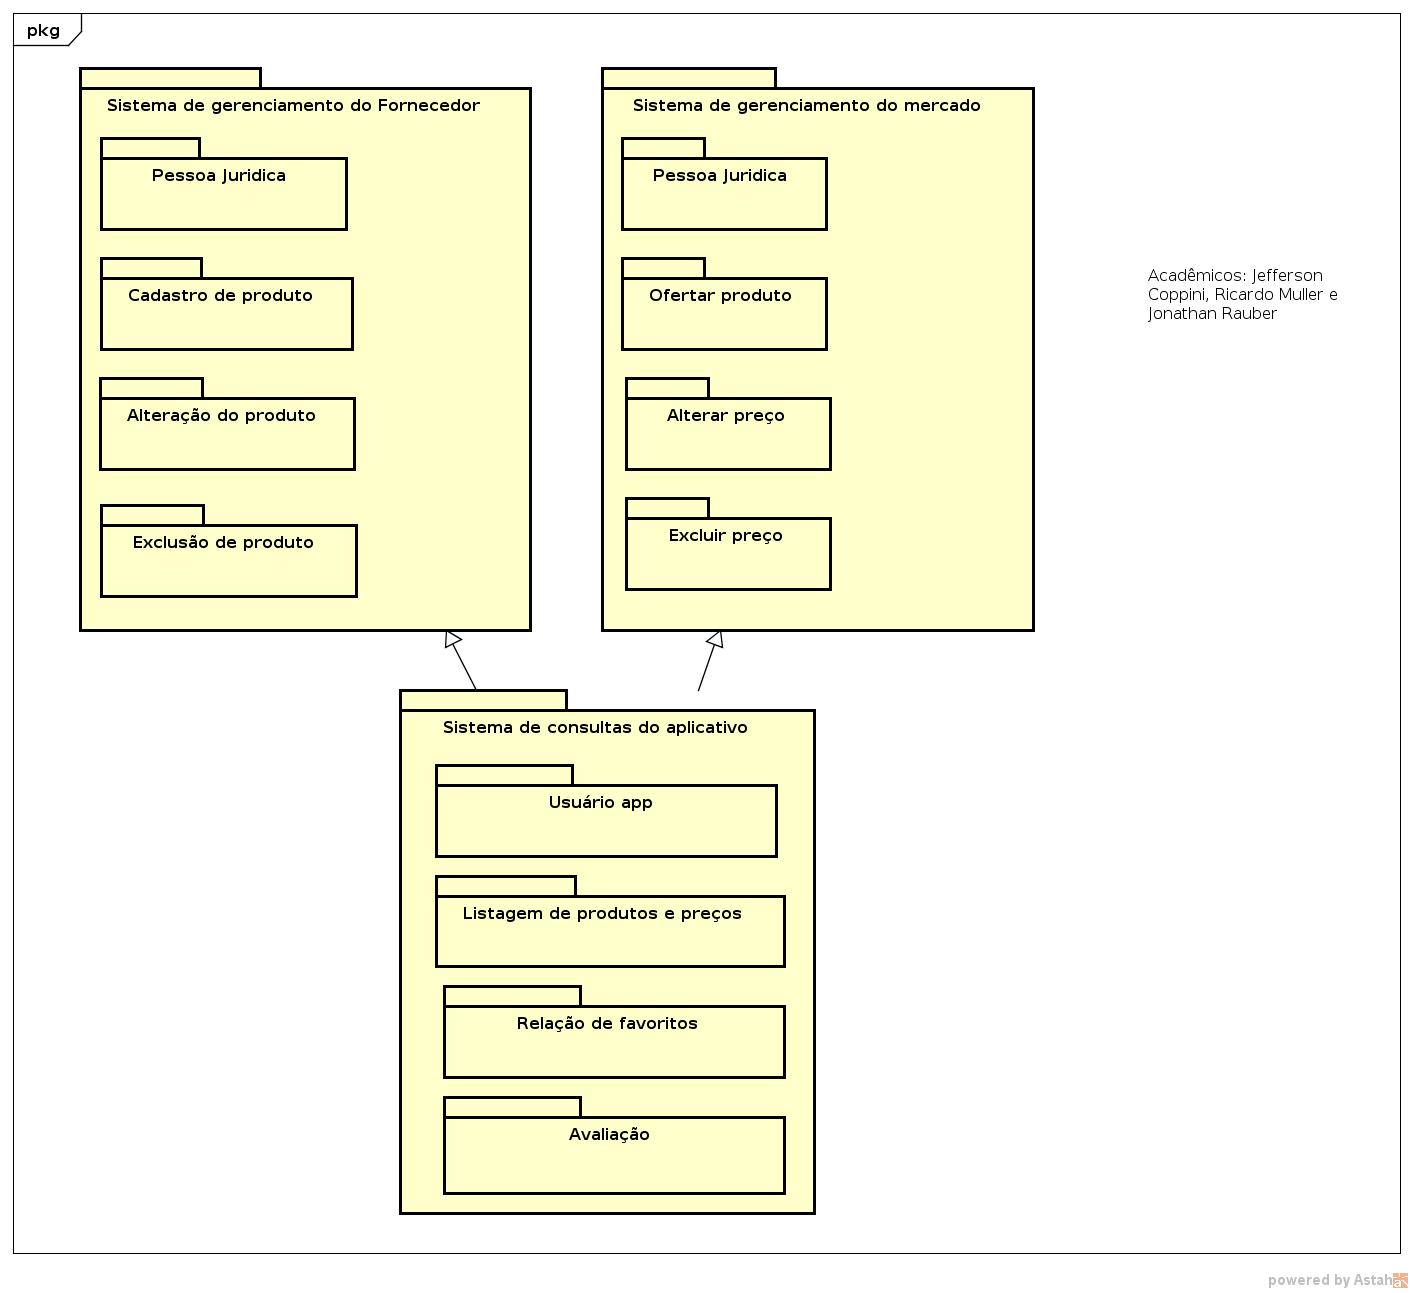 pkg
Sistema de gerenciamento do Fornecedor
Pessoa Juridica
Cadastro de produto
Alteração do produto
Exclusão de produto
Sistema de gerenciamento do mercado
Pessoa Juridica
Ofertar produto
Alterar preço
Excluir preço
Acadêmicos: Jefferson
Coppini, Ricardo Muller e
Jonathan Rauber
Sistema de consultas do aplicativo
Usuário app
Listagem de produtos e preços
Relação de favoritos
Avaliação
powered by Astah